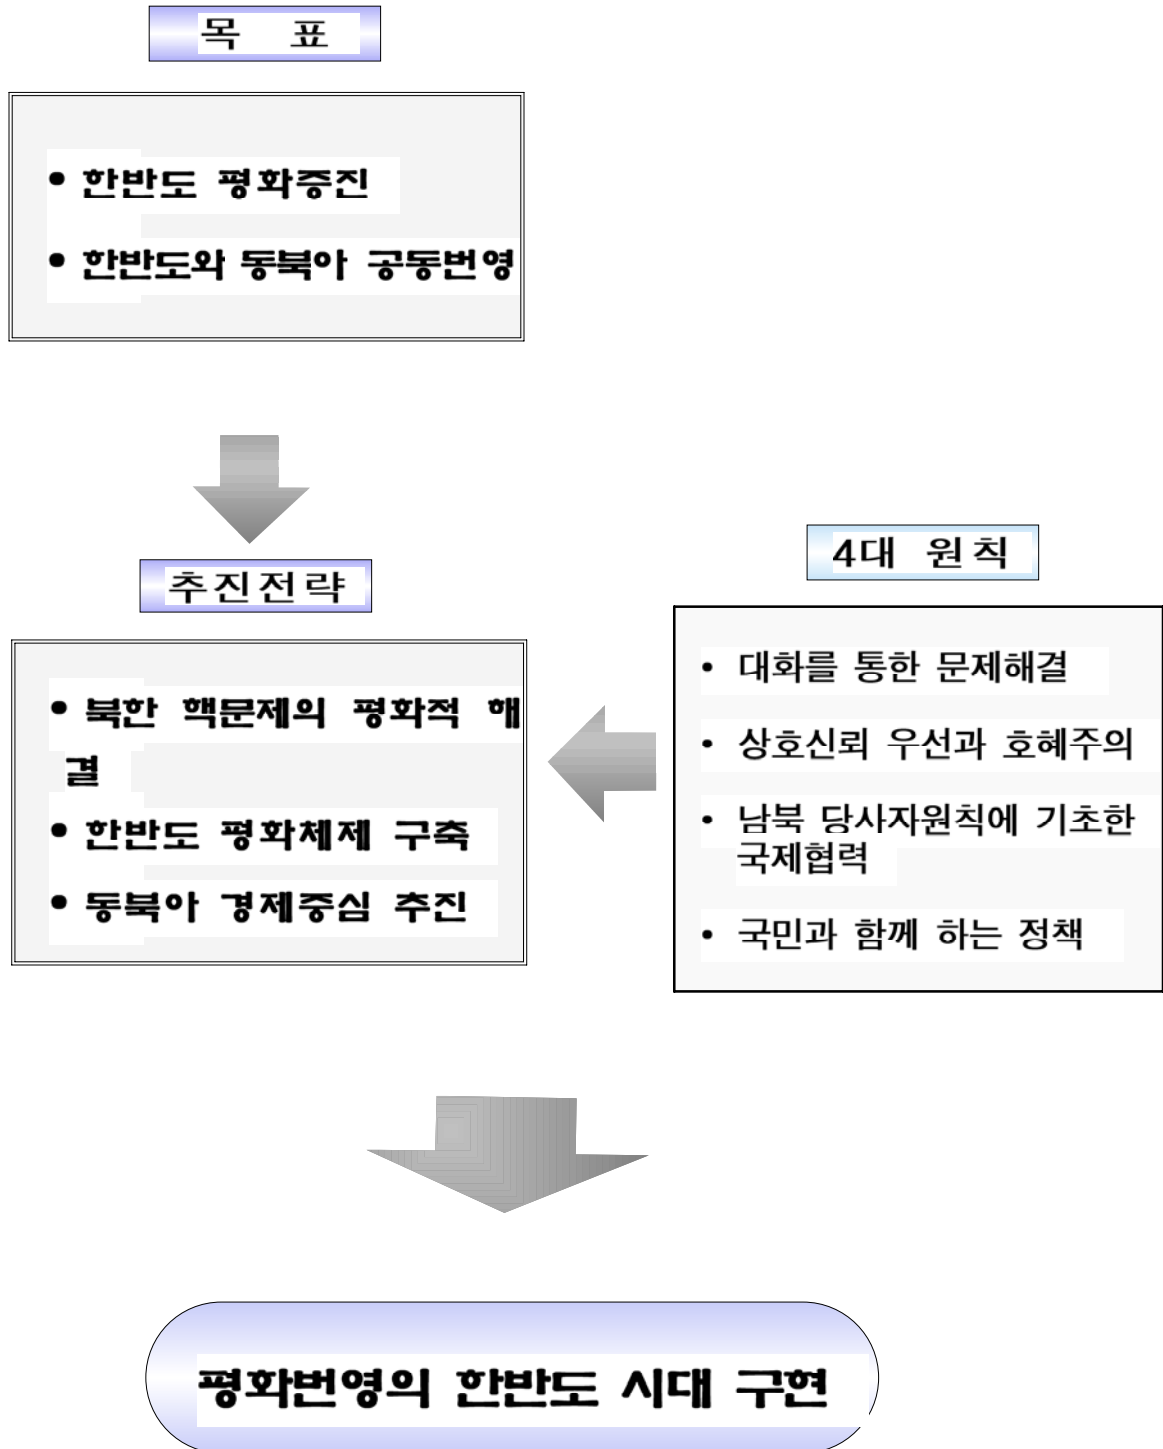 목 표
• 한반도 평화증진
• 한반도와 동북아 공동번영
추진전략
• 북한 핵문제의 평화적 해
결
• 한반도 평화체제 구축
• 동북아 경제중심 추진
4대 원칙
• 대화를 통한 문제해결
• 상호신뢰 우선과 호혜주의
• 남북 당사자원칙에 기초한
국제협력
• 국민과 함께 하는 정책
평화번영의 한반도 시대 구현